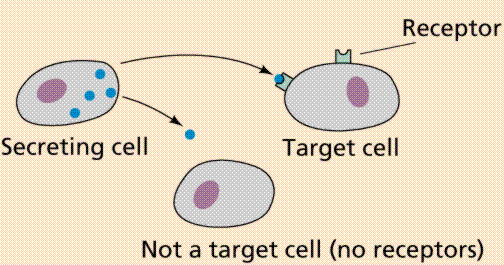 Receptor
Secreting cell
Target cell
Not a target cell (no receptors)